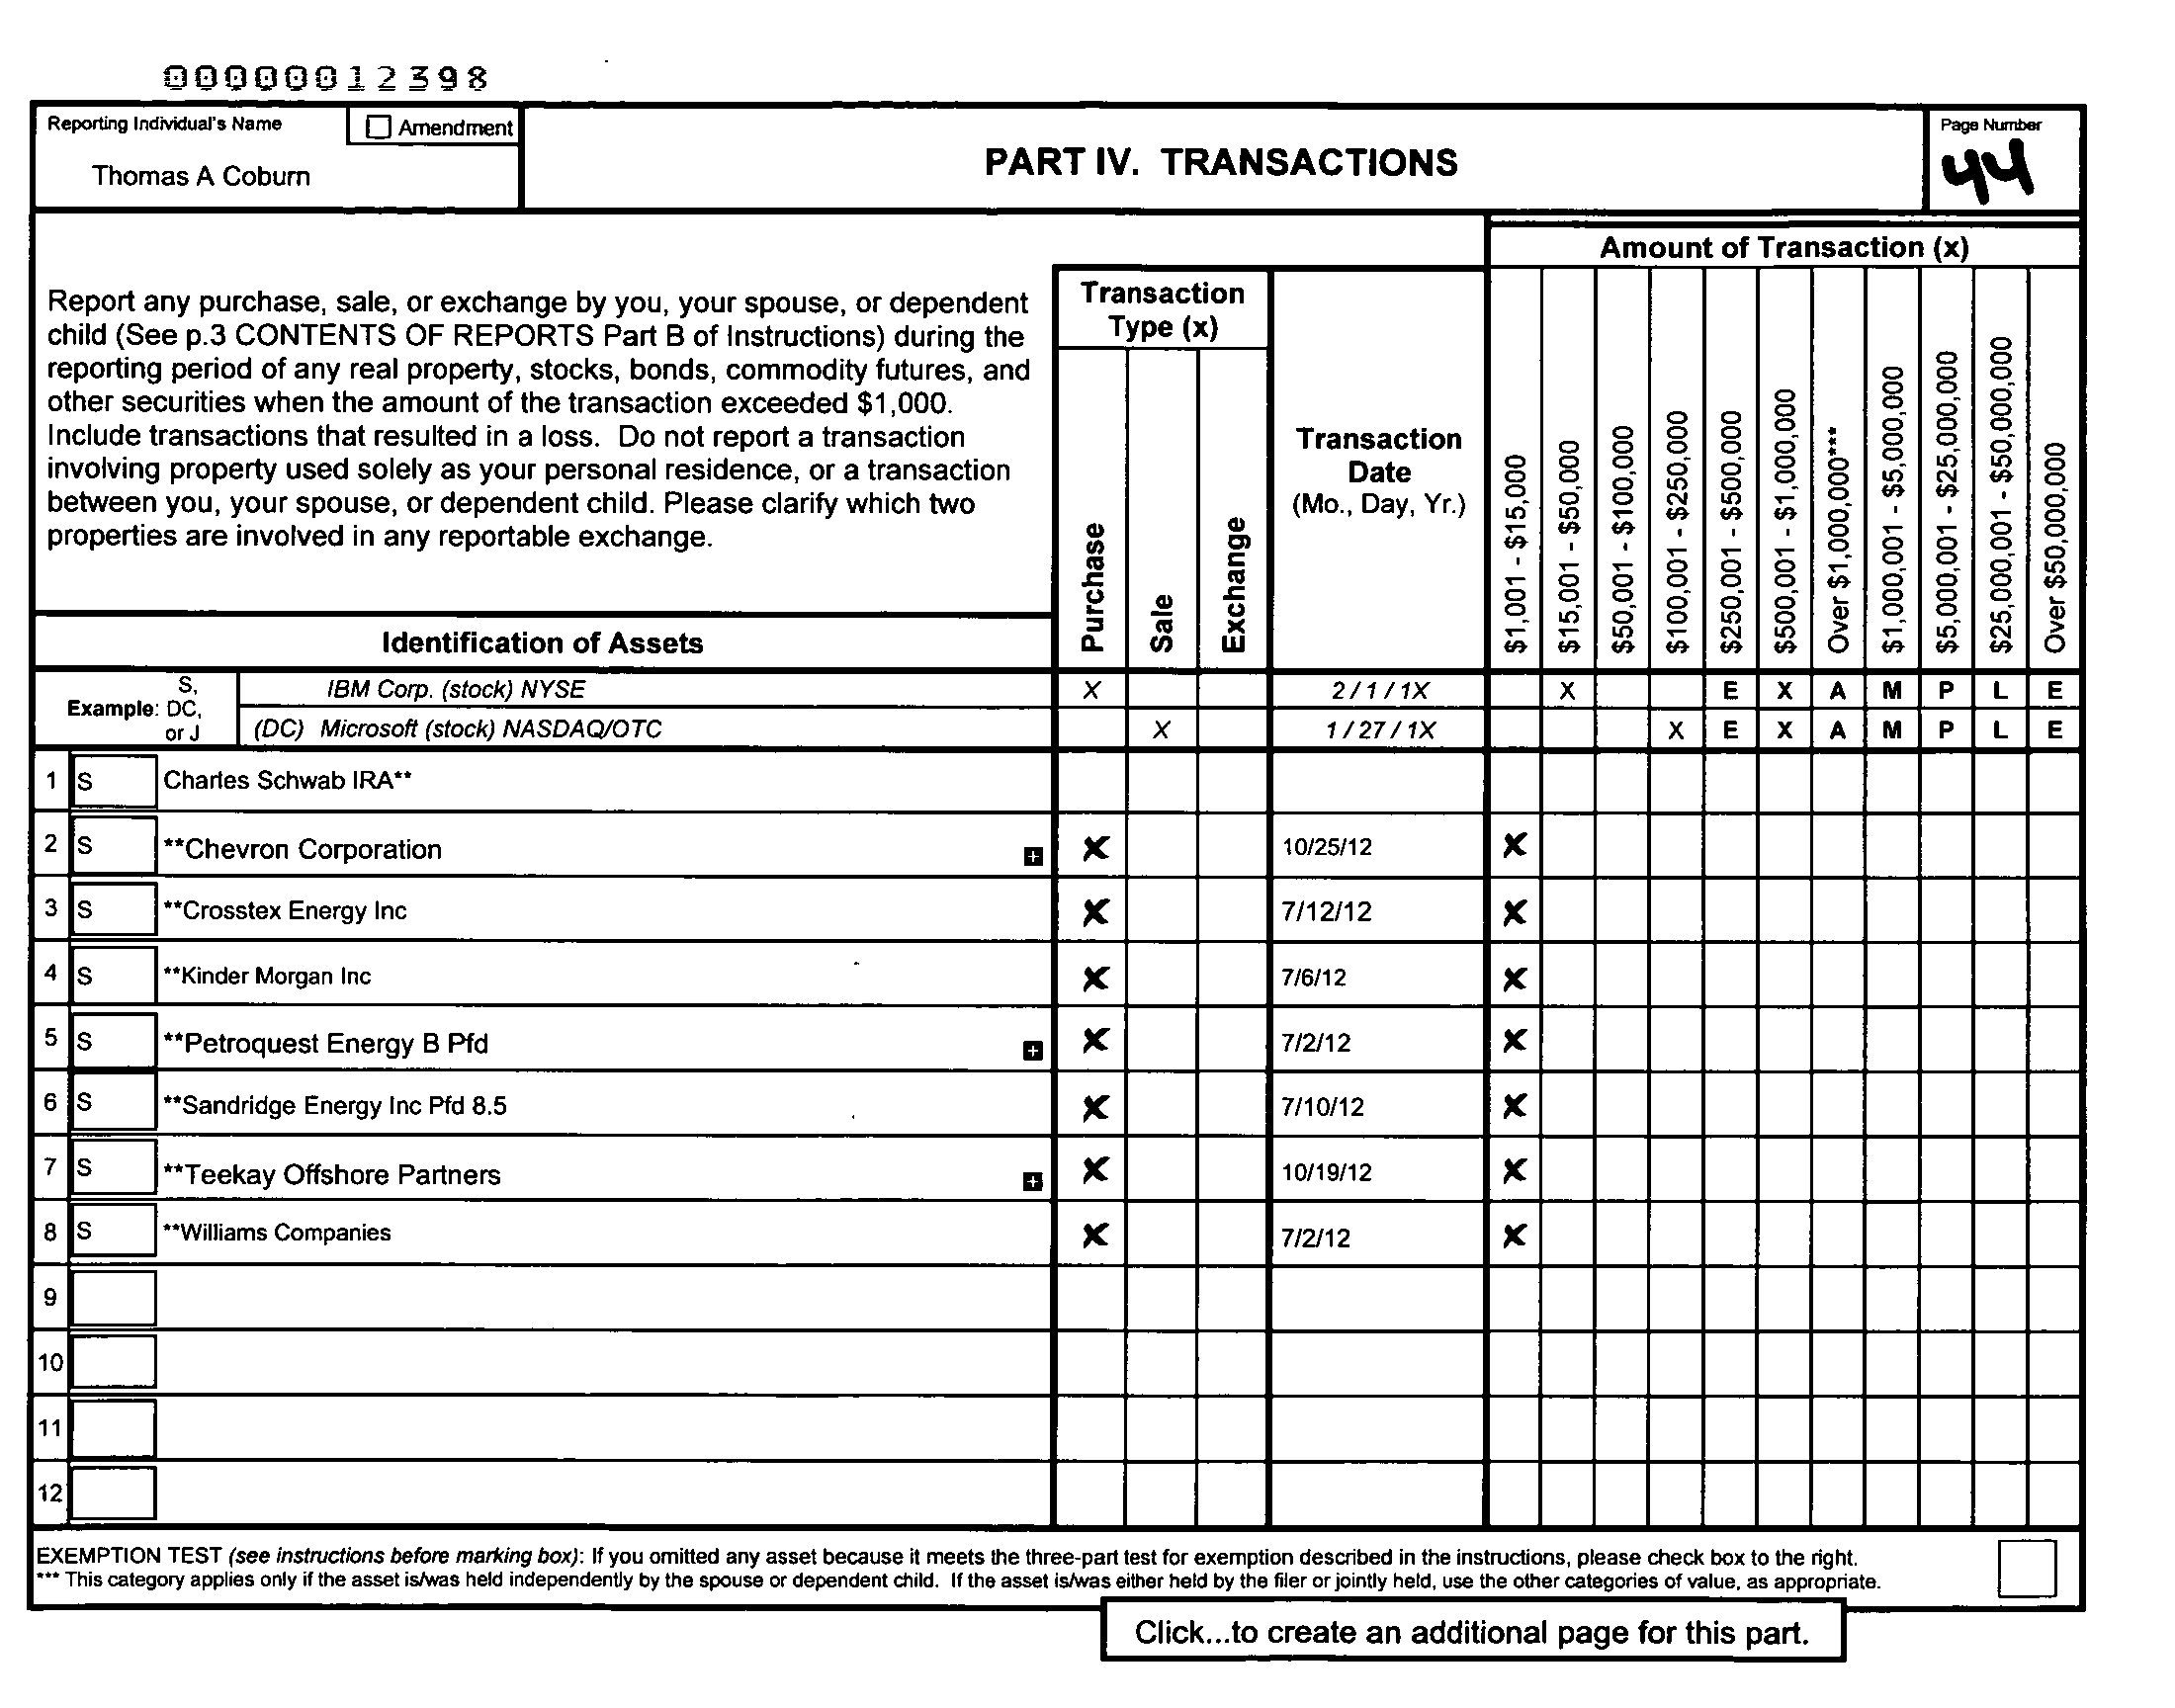 00000012398
Reporting Individual's Name
Amendment
Thomas A Coburn
PART IV. TRANSACTIONS
Page Number
44
Report any purchase, sale, or exchange by you, your spouse, or dependent
child (See p.3 CONTENTS OF REPORTS Part B of Instructions) during the
reporting period of any real property, stocks, bonds, commodity futures, and
other securities when the amount of the transaction exceeded $1,000.
Include transactions that resulted in a loss. Do not report a transaction
involving property used solely as your personal residence, or a transaction
between you, your spouse, or dependent child. Please clarify which two
properties are involved in any reportable exchange.
Identification of Assets
Transaction
Type (x)
Purchase
Sale
Exchange
Transaction
Date
(Mo., Day, Yr.)
Amount of Transaction (x)
$1,001 - $15,000
$15,001 - $50,000
$50,001 - $100,000
$100,001 - $250,000
$250,001 - $500,000
$500,001 - $1,000,000
Over $1,000,000***
$1,000,001 - $5,000,000
$5,000,001 - $25,000,000
$25,000,001 - $50,000,000
Over $50,000,000
Example: S, DC, or J
IBM Corp. (stock) NYSE X 2 / 1 / 1X X E X A M P L E
(DC) Microsoft (stock) NASDAQ/OTC X 1 / 27 / 1X X E X A M P L E
1 S Charles Schwab IRA**
2 S **Chevron Corporation + X 10/25/12 X
3 S **Crosstex Energy Inc X 7/12/12 X
4 S **Kinder Morgan Inc X 7/6/12 X
5 S **Petroquest Energy B Pfd + X 7/2/12 X
6 S **Sandridge Energy Inc Pfd 8.5 X 7/10/12 X
7 S **Teekay Offshore Partners + X 10/19/12 X
8 S **Williams Companies X 7/2/12 X
9
10
11
12
EXEMPTION TEST (see instructions before marking box): If you omitted any asset because it meets the three-part test for exemption described in the instructions, please check box to the right.
*** This category applies only if the asset is/was held independently by the spouse or dependent child. If the asset is/was either held by the filer or jointly held, use the other categories of value, as appropriate.
Click...to create an additional page for this part.